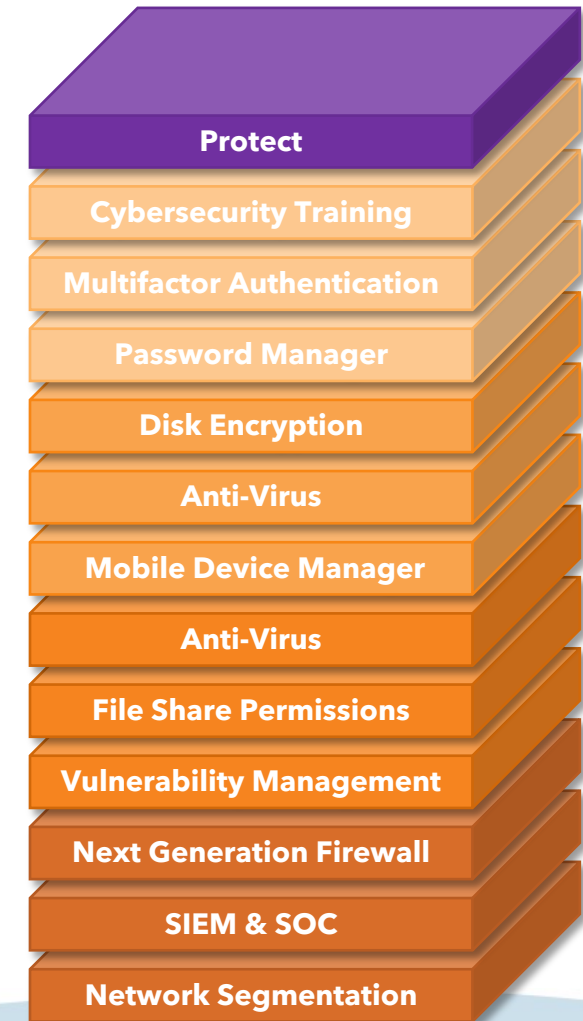 Protect
Cybersecurity Training
Multifactor Authentication
Password Manager
Disk Encryption
Anti-Virus
Mobile Device Manager
Anti-Virus
File Share Permissions
Vulnerability Management
Next Generation Firewall
SIEM & SOC
Network Segmentation